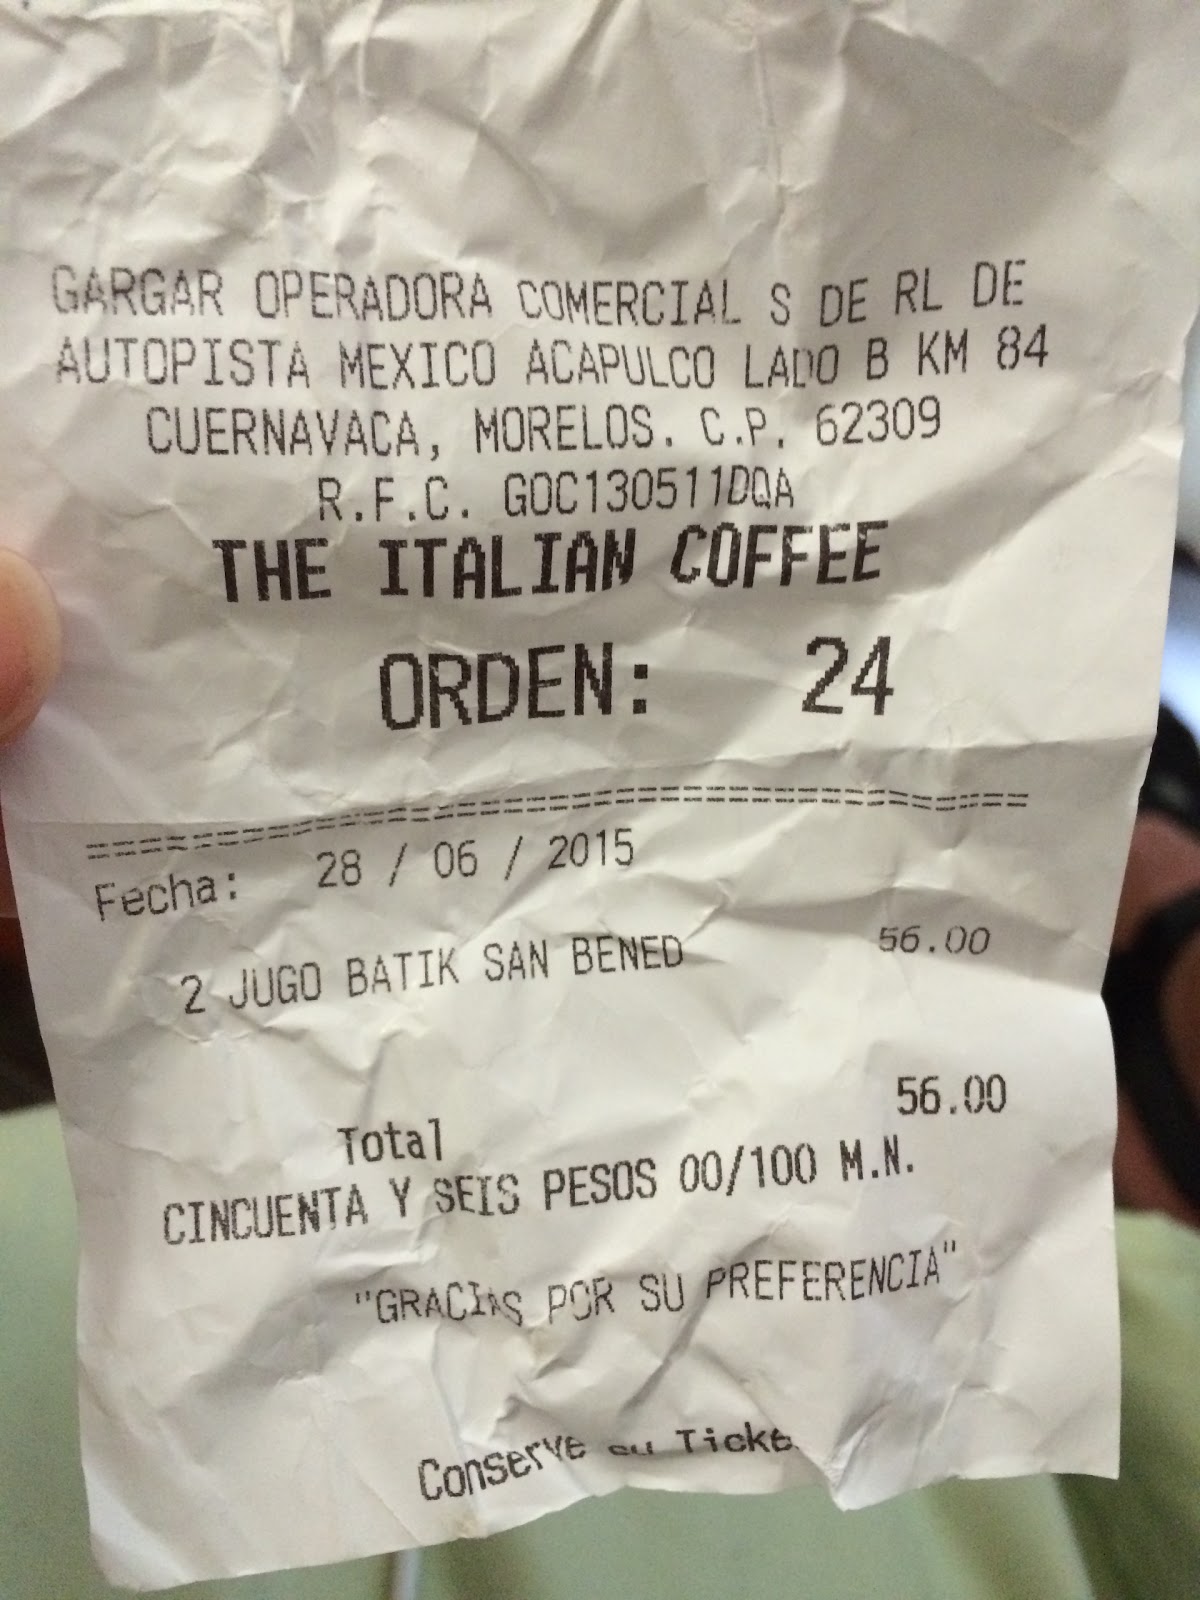 GARGAR OPERADORA COMERCIAL S DE RL DE
AUTOPISTA MEXICO ACAPULCO LADO B KM 84
CUERNAVACA, MORELOS. C.P. 62309
R.F.C. GOC130511DQA
THE ITALIAN COFFEE
ORDEN: 24
Fecha: 28 / 06 / 2015
2 JUGO BATIK SAN BENED 56.00
Total 56.00
CINCUENTA Y SEIS PESOS 00/100 M.N.
"GRACIAS POR SU PREFERENCIA"
Conserve su Ticke